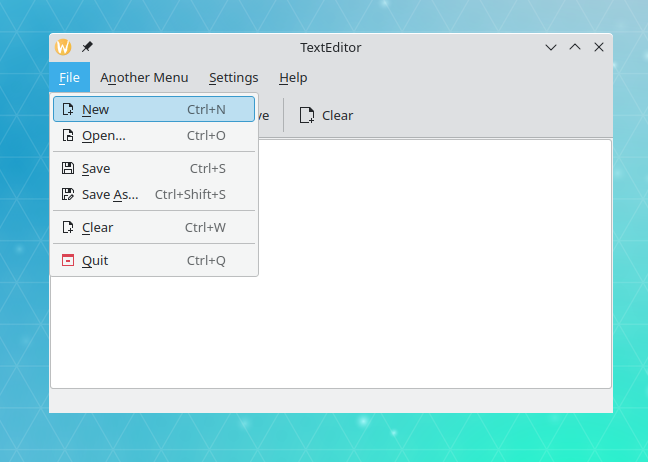 TextEditor
File Another Menu Settings Help
Clear
New Ctrl+N
Open... Ctrl+O
Save Ctrl+S
Save As... Ctrl+Shift+S
Clear Ctrl+W
Quit Ctrl+Q